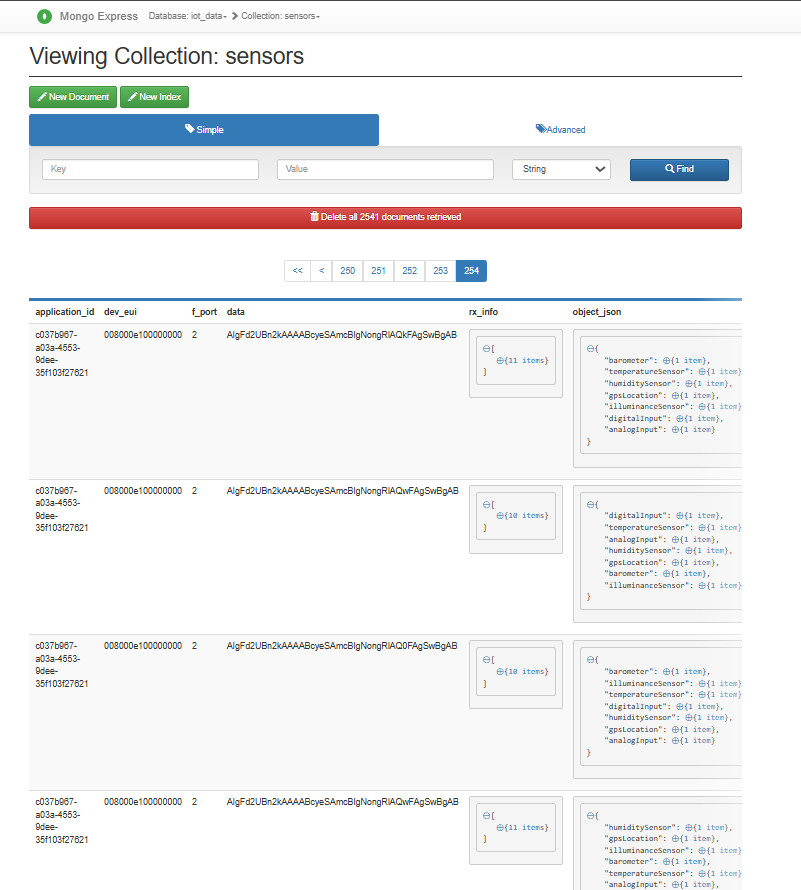 Mongo Express Database: iot_data Collection: sensors
Viewing Collection: sensors
New Document New Index
Simple Advanced
Key Value String Find
Delete all 2541 documents retrieved
<< < 250 251 252 253 254
application_id dev_eui f_port data rx_info object_json
c037b967-
a03a-4553-
9dee-
35f103f27621
008000e100000000 2 AIgFd2UBn2kAAAABcyeSAmcBIgNongRlAQkFAgSwBgAB
[
{11 items}
]
{
"barometer": {1 item},
"temperatureSensor": {1 item}
"humiditySensor": {1 item},
"gpsLocation": {1 item},
"illuminanceSensor": {1 item}
"digitalInput": {1 item},
"analogInput": {1 item}
}
c037b967-
a03a-4553-
9dee-
35f103f27621
008000e100000000 2 AIgFd2UBn2kAAAABcyeSAmcBIgNongRlAQwFAgSwBgAB
[
{10 items}
]
{
"digitalInput": {1 item},
"temperatureSensor": {1 item}
"analogInput": {1 item},
"humiditySensor": {1 item},
"gpsLocation": {1 item},
"barometer": {1 item},
"illuminanceSensor": {1 item}
}
c037b967-
a03a-4553-
9dee-
35f103f27621
008000e100000000 2 AIgFd2UBn2kAAAABcyeSAmcBIgNongRlAQ0FAgSwBgAB
[
{10 items}
]
{
"barometer": {1 item},
"illuminanceSensor": {1 item}
"temperatureSensor": {1 item}
"digitalInput": {1 item},
"humiditySensor": {1 item},
"gpsLocation": {1 item},
"analogInput": {1 item}
}
c037b967-
a03a-4553-
9dee-
35f103f27621
008000e100000000 2 AIgFd2UBn2kAAAABcyeSAmcBIgNongRlAQwFAgSwBgAB
[
{11 items}
]
{
"humiditySensor": {1 item},
"gpsLocation": {1 item},
"illuminanceSensor": {1 item}
"barometer": {1 item},
"temperatureSensor": {1 item}
"analogInput": {1 item},